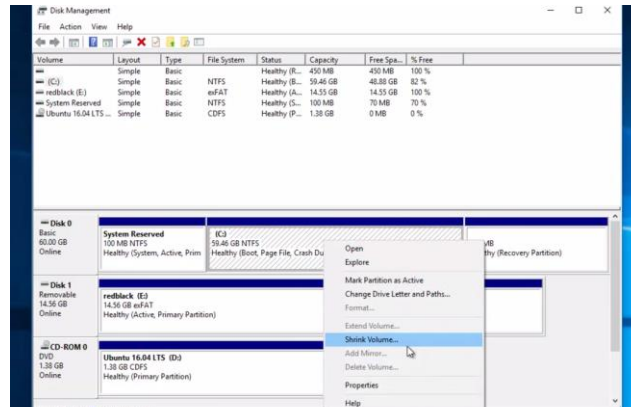 Disk Management
File Action View Help
Volume Layout Type File System Status Capacity Free Spa... % Free
Simple Basic Healthy (R... 450 MB 450 MB 100 %
(C:) Simple Basic NTFS Healthy (B... 59.46 GB 48.88 GB 82 %
redblack (E:) Simple Basic exFAT Healthy (A... 14.55 GB 14.55 GB 100 %
System Reserved Simple Basic NTFS Healthy (S... 100 MB 70 MB 70 %
Ubuntu 16.04 LTS ... Simple Basic CDFS Healthy (P... 1.38 GB 0 MB 0 %
Disk 0
Basic
60.00 GB
Online
System Reserved
100 MB NTFS
Healthy (System, Active, Prim
(C:)
59.46 GB NTFS
Healthy (Boot, Page File, Crash Du
MB
thy (Recovery Partition)
Open
Explore
Mark Partition as Active
Change Drive Letter and Paths...
Format...
Extend Volume...
Shrink Volume...
Add Mirror...
Delete Volume...
Properties
Help
Disk 1
Removable
14.56 GB
Online
redblack (E:)
14.56 GB exFAT
Healthy (Active, Primary Partition)
CD-ROM 0
DVD
1.38 GB
Online
Ubuntu 16.04 LTS (D:)
1.38 GB CDFS
Healthy (Primary Partition)